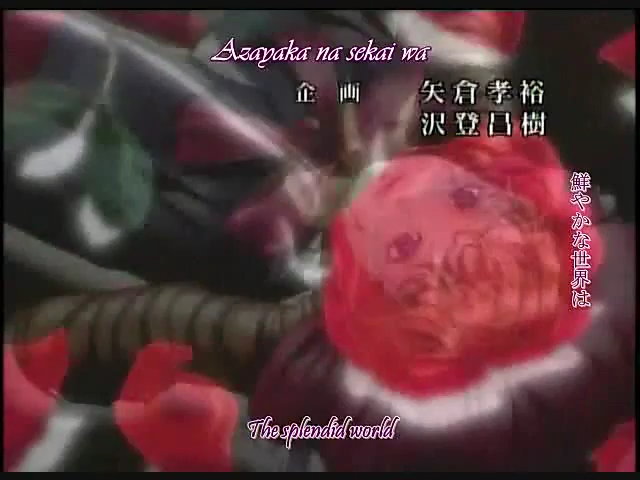 Azayaka na sekai wa
企画
矢倉孝裕
沢登昌樹
鮮やかな世界は
The splendid world